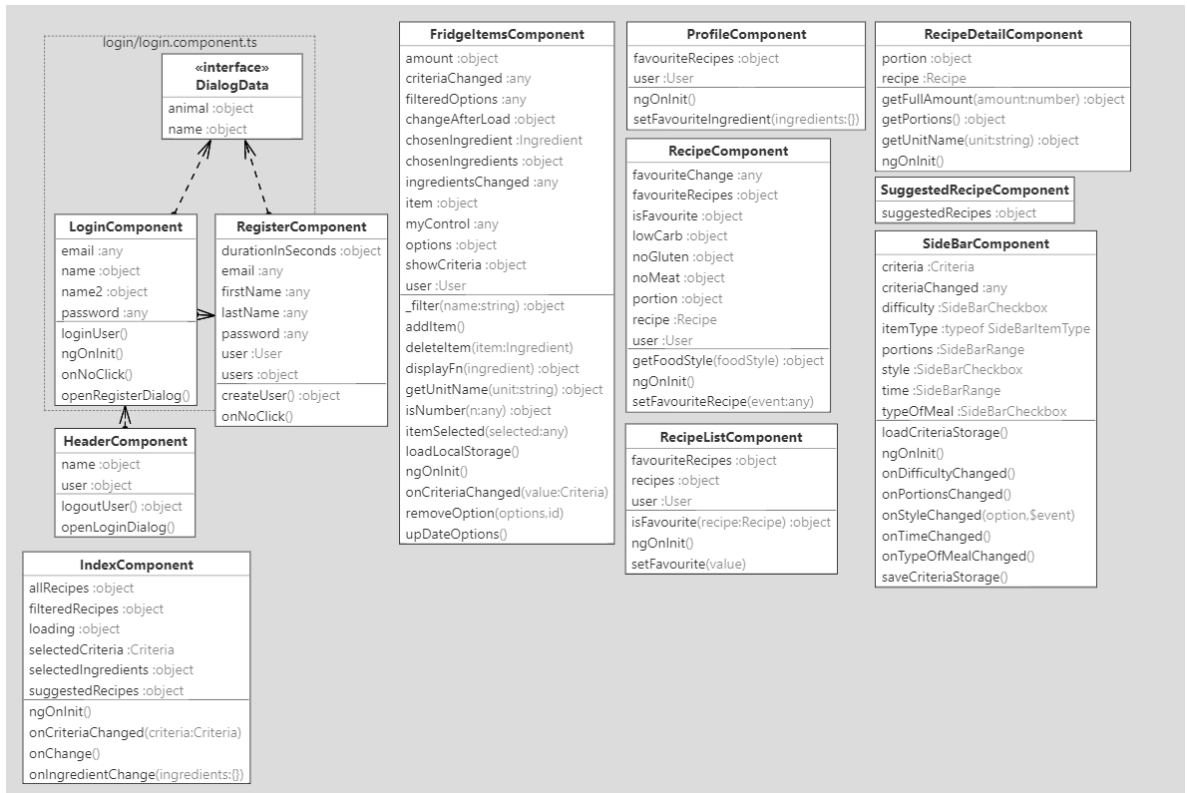 login/login.component.ts
«interface»
DialogData
animal :object
name :object
LoginComponent
email :any
name :object
name2 :object
password :any
loginUser()
ngOnInit()
onNoClick()
openRegisterDialog()
RegisterComponent
durationInSeconds :object
email :any
firstName :any
lastName :any
password :any
user :User
users :object
createUser() :object
onNoClick()
HeaderComponent
name :object
user :object
logoutUser() :object
openLoginDialog()
IndexComponent
allRecipes :object
filteredRecipes :object
loading :object
selectedCriteria :Criteria
selectedIngredients :object
suggestedRecipes :object
ngOnInit()
onCriteriaChanged(criteria:Criteria)
onChange()
onIngredientChange(ingredients:{})
FridgeItemsComponent
amount :object
criteriaChanged :any
filteredOptions :any
changeAfterLoad :object
chosenIngredient :Ingredient
chosenIngredients :object
ingredientsChanged :any
item :object
myControl :any
options :object
showCriteria :object
user :User
_filter(name:string) :object
addItem()
deleteItem(item:Ingredient)
displayFn(ingredient) :object
getUnitName(unit:string) :object
isNumber(n:any) :object
itemSelected(selected:any)
loadLocalStorage()
ngOnInit()
onCriteriaChanged(value:Criteria)
removeOption(options,id)
upDateOptions()
ProfileComponent
favouriteRecipes :object
user :User
ngOnInit()
setFavouriteIngredient(ingredients:{})
RecipeComponent
favouriteChange :any
favouriteRecipes :object
isFavourite :object
lowCarb :object
noGluten :object
noMeat :object
portion :object
recipe :Recipe
user :User
getFoodStyle(foodStyle) :object
ngOnInit()
setFavouriteRecipe(event:any)
RecipeListComponent
favouriteRecipes :object
recipes :object
user :User
isFavourite(recipe:Recipe) :object
ngOnInit()
setFavourite(value)
RecipeDetailComponent
portion :object
recipe :Recipe
getFullAmount(amount:number) :object
getPortions() :object
getUnitName(unit:string) :object
ngOnInit()
SuggestedRecipeComponent
suggestedRecipes :object
SideBarComponent
criteria :Criteria
criteriaChanged :any
difficulty :SideBarCheckbox
itemType :typeof SideBarItemType
portions :SideBarRange
style :SideBarCheckbox
time :SideBarRange
typeOfMeal :SideBarCheckbox
loadCriteriaStorage()
ngOnInit()
onDifficultyChanged()
onPortionsChanged()
onStyleChanged(option,$event)
onTimeChanged()
onTypeOfMealChanged()
saveCriteriaStorage()